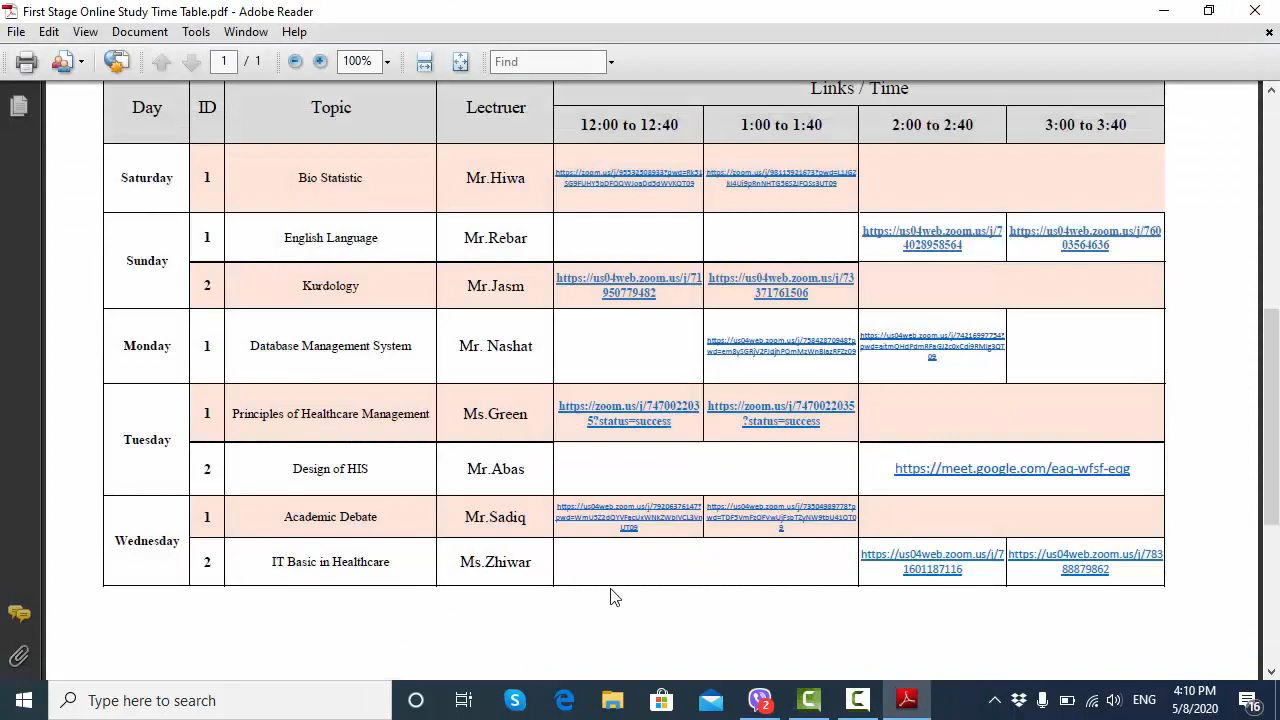 First Stage Online Study Time Table.pdf - Adobe Reader
File Edit View Document Tools Window Help
1 / 1 100% Find
Day ID Topic Lectruer Links / Time
12:00 to 12:40 1:00 to 1:40 2:00 to 2:40 3:00 to 3:40
Saturday 1 Bio Statistic Mr.Hiwa
Sunday
1 English Language Mr.Rebar
https://us04web.zoom.us/j/7
4028958564
https://us04web.zoom.us/j/760
03564636
2 Kurdology Mr.Jasm
https://us04web.zoom.us/j/71
950779482
https://us04web.zoom.us/j/73
371761506
Monday 1 Database Management System Mr. Nashat
Tuesday
1 Principles of Healthcare Management Ms.Green
https://zoom.us/j/747002203
5?status=success
https://zoom.us/j/7470022035
?status=success
2 Design of HIS Mr.Abas https://meet.google.com/eaq-wfsf-eqg
Wednesday
1 Academic Debate Mr.Sadiq
2 IT Basic in Healthcare Ms.Zhiwar
https://us04web.zoom.us/j/7
1601187116
https://us04web.zoom.us/j/783
88879862
Type here to search
2
ENG
4:10 PM
5/8/2020
16